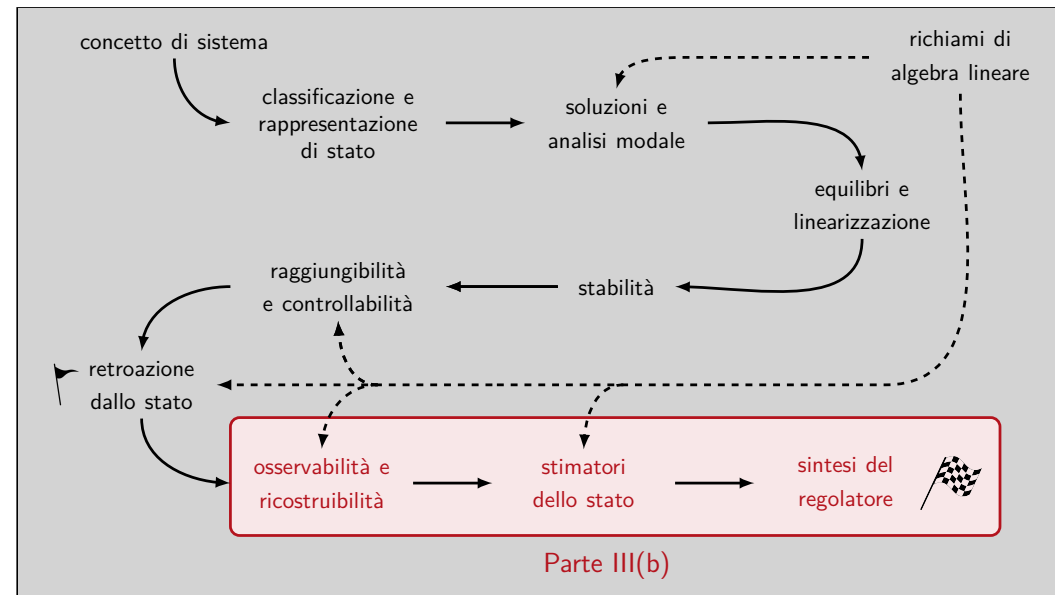 concetto di sistema
richiami di
algebra lineare
classificazione e
rappresentazione
di stato
soluzioni e
analisi modale
equilibri e
linearizzazione
raggiungibilità
e controllabilità
stabilità
retroazione
dallo stato
osservabilità e
ricostruibilità
stimatori
dello stato
sintesi del
regolatore
Parte III(b)